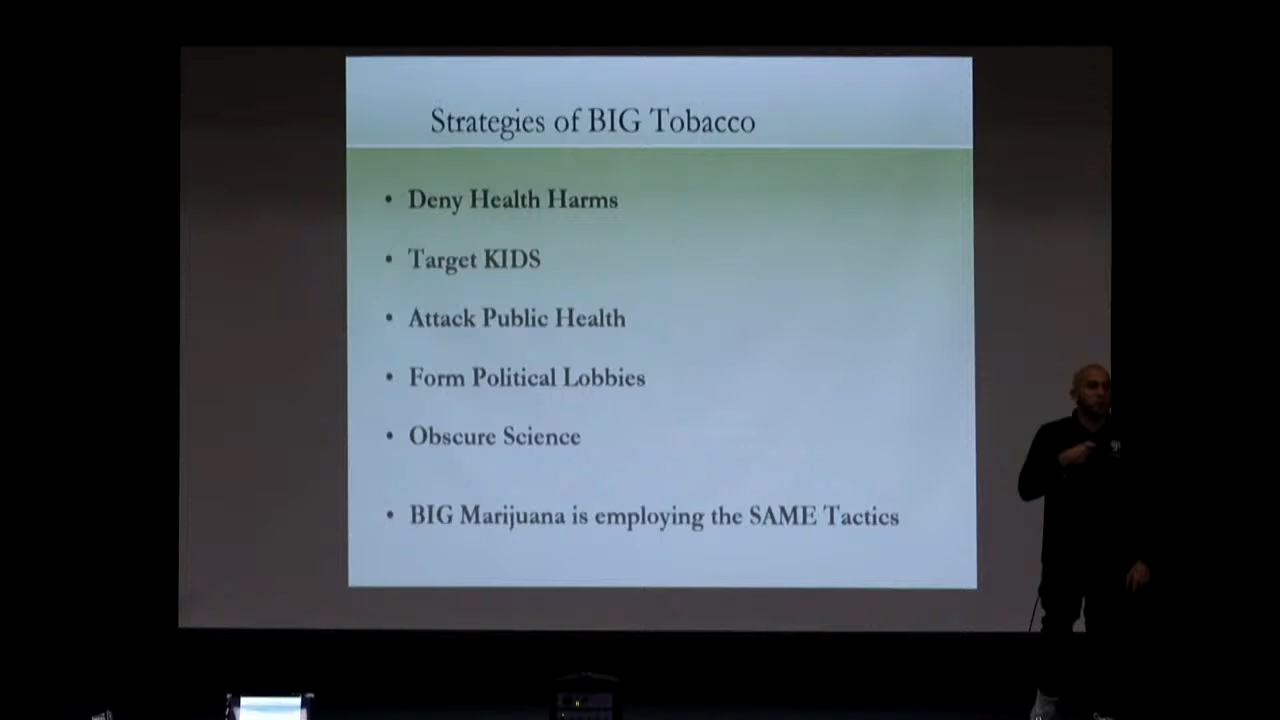 Strategies of BIG Tobacco
• Deny Health Harms
• Target KIDS
• Attack Public Health
• Form Political Lobbies
• Obscure Science
• BIG Marijuana is employing the SAME Tactics